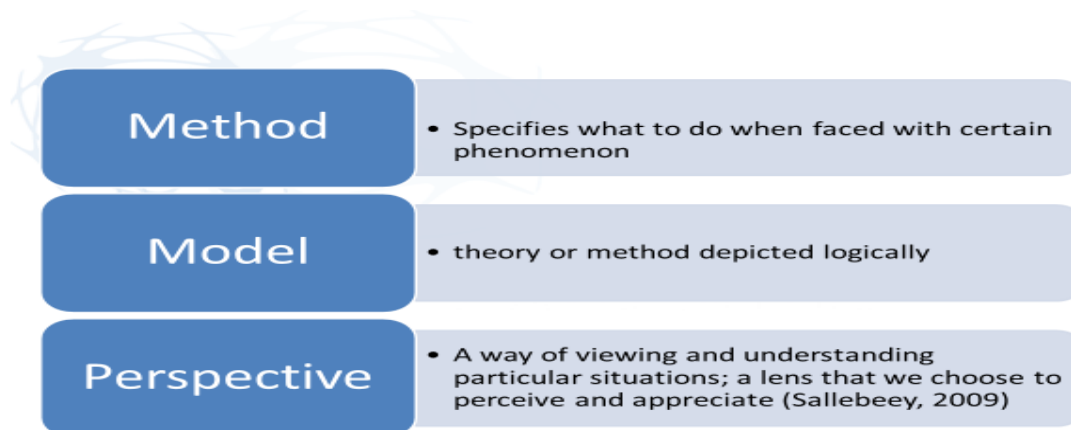 Method
• Specifies what to do when faced with certain
phenomenon
Model
• theory or method depicted logically
Perspective
• A way of viewing and understanding
particular situations; a lens that we choose to
perceive and appreciate (Sallebeey, 2009)